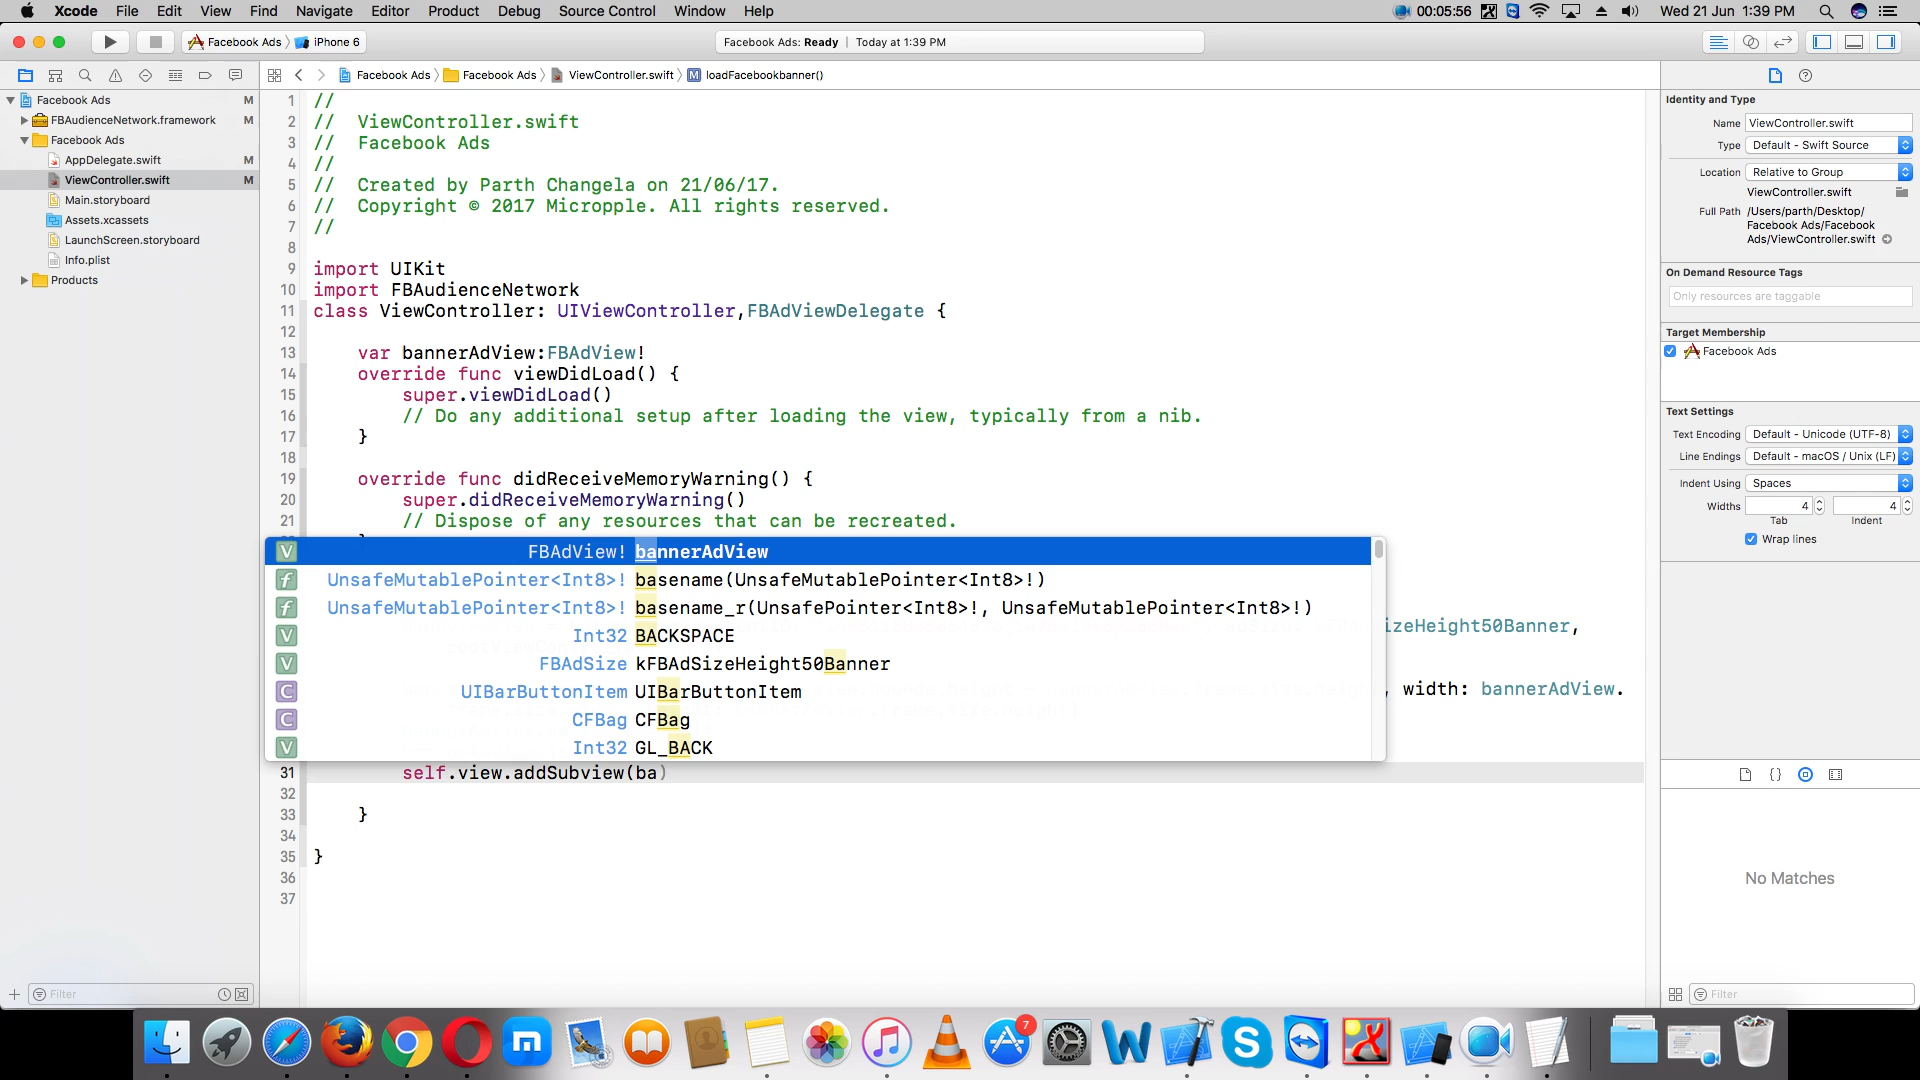 Xcode File Edit View Find Navigate Editor Product Debug Source Control Window Help 00:05:56 Wed 21 Jun 1:39 PM
Facebook Ads iPhone 6 Facebook Ads: Ready | Today at 1:39 PM
Facebook Ads Facebook Ads ViewController.swift M loadFacebookbanner()
Facebook Ads M
FBAudienceNetwork.framework M
Facebook Ads
AppDelegate.swift M
ViewController.swift M
Main.storyboard
Assets.xcassets
LaunchScreen.storyboard
Info.plist
Products
Filter
1 //
2 // ViewController.swift
3 // Facebook Ads
4 //
5 // Created by Parth Changela on 21/06/17.
6 // Copyright © 2017 Micropple. All rights reserved.
7 //
8
9 import UIKit
10 import FBAudienceNetwork
11 class ViewController: UIViewController,FBAdViewDelegate {
12
13 var bannerAdView:FBAdView!
14 override func viewDidLoad() {
15 super.viewDidLoad()
16 // Do any additional setup after loading the view, typically from a nib.
17 }
18
19 override func didReceiveMemoryWarning() {
20 super.didReceiveMemoryWarning()
21 // Dispose of any resources that can be recreated.
V FBAdView! bannerAdView
f UnsafeMutablePointer<Int8>! basename(UnsafeMutablePointer<Int8>!)
f UnsafeMutablePointer<Int8>! basename_r(UnsafePointer<Int8>!, UnsafeMutablePointer<Int8>!)
izeHeight50Banner,
V Int32 BACKSPACE
V FBAdSize kFBAdSizeHeight50Banner
C UIBarButtonItem UIBarButtonItem
, width: bannerAdView.
C CFBag CFBag
V Int32 GL_BACK
31 self.view.addSubview(ba)
32
33 }
34
35 }
36
37
Identity and Type
Name ViewController.swift
Type Default - Swift Source
Location Relative to Group
ViewController.swift
Full Path /Users/parth/Desktop/
Facebook Ads/Facebook
Ads/ViewController.swift
On Demand Resource Tags
Only resources are taggable
Target Membership
Facebook Ads
Text Settings
Text Encoding Default - Unicode (UTF-8)
Line Endings Default - macOS / Unix (LF)
Indent Using Spaces
Widths 4 4
Tab Indent
Wrap lines
{}
No Matches
Filter
7